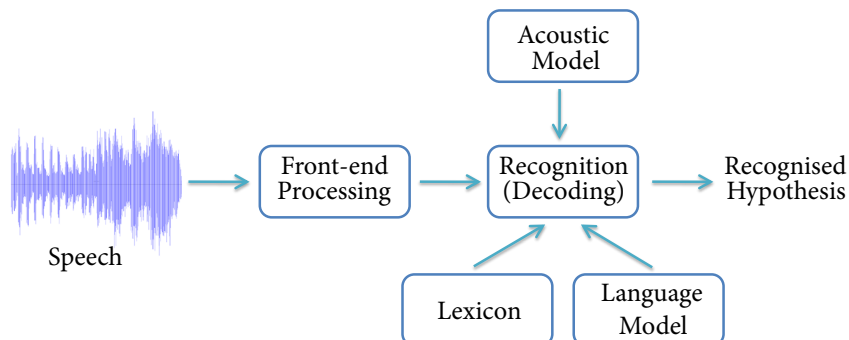 Acoustic
Model
Front-end
Processing
Recognition
(Decoding)
Recognised
Hypothesis
Speech
Lexicon
Language
Model